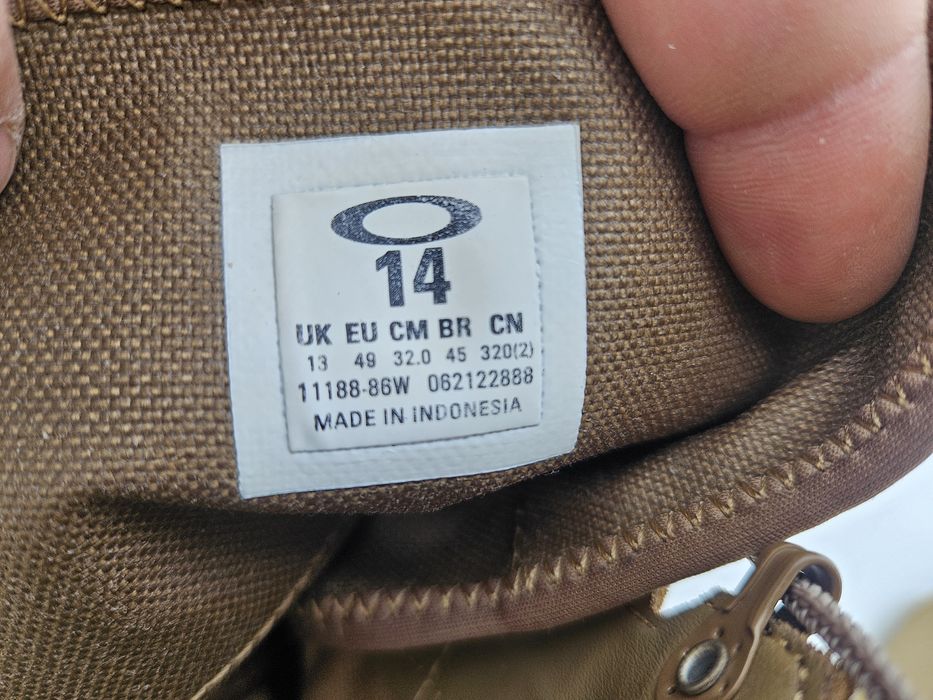 14
UK EU CM BR CN
13 49 32.0 45 320(2)
11188-86W 062122888
MADE IN INDONESIA